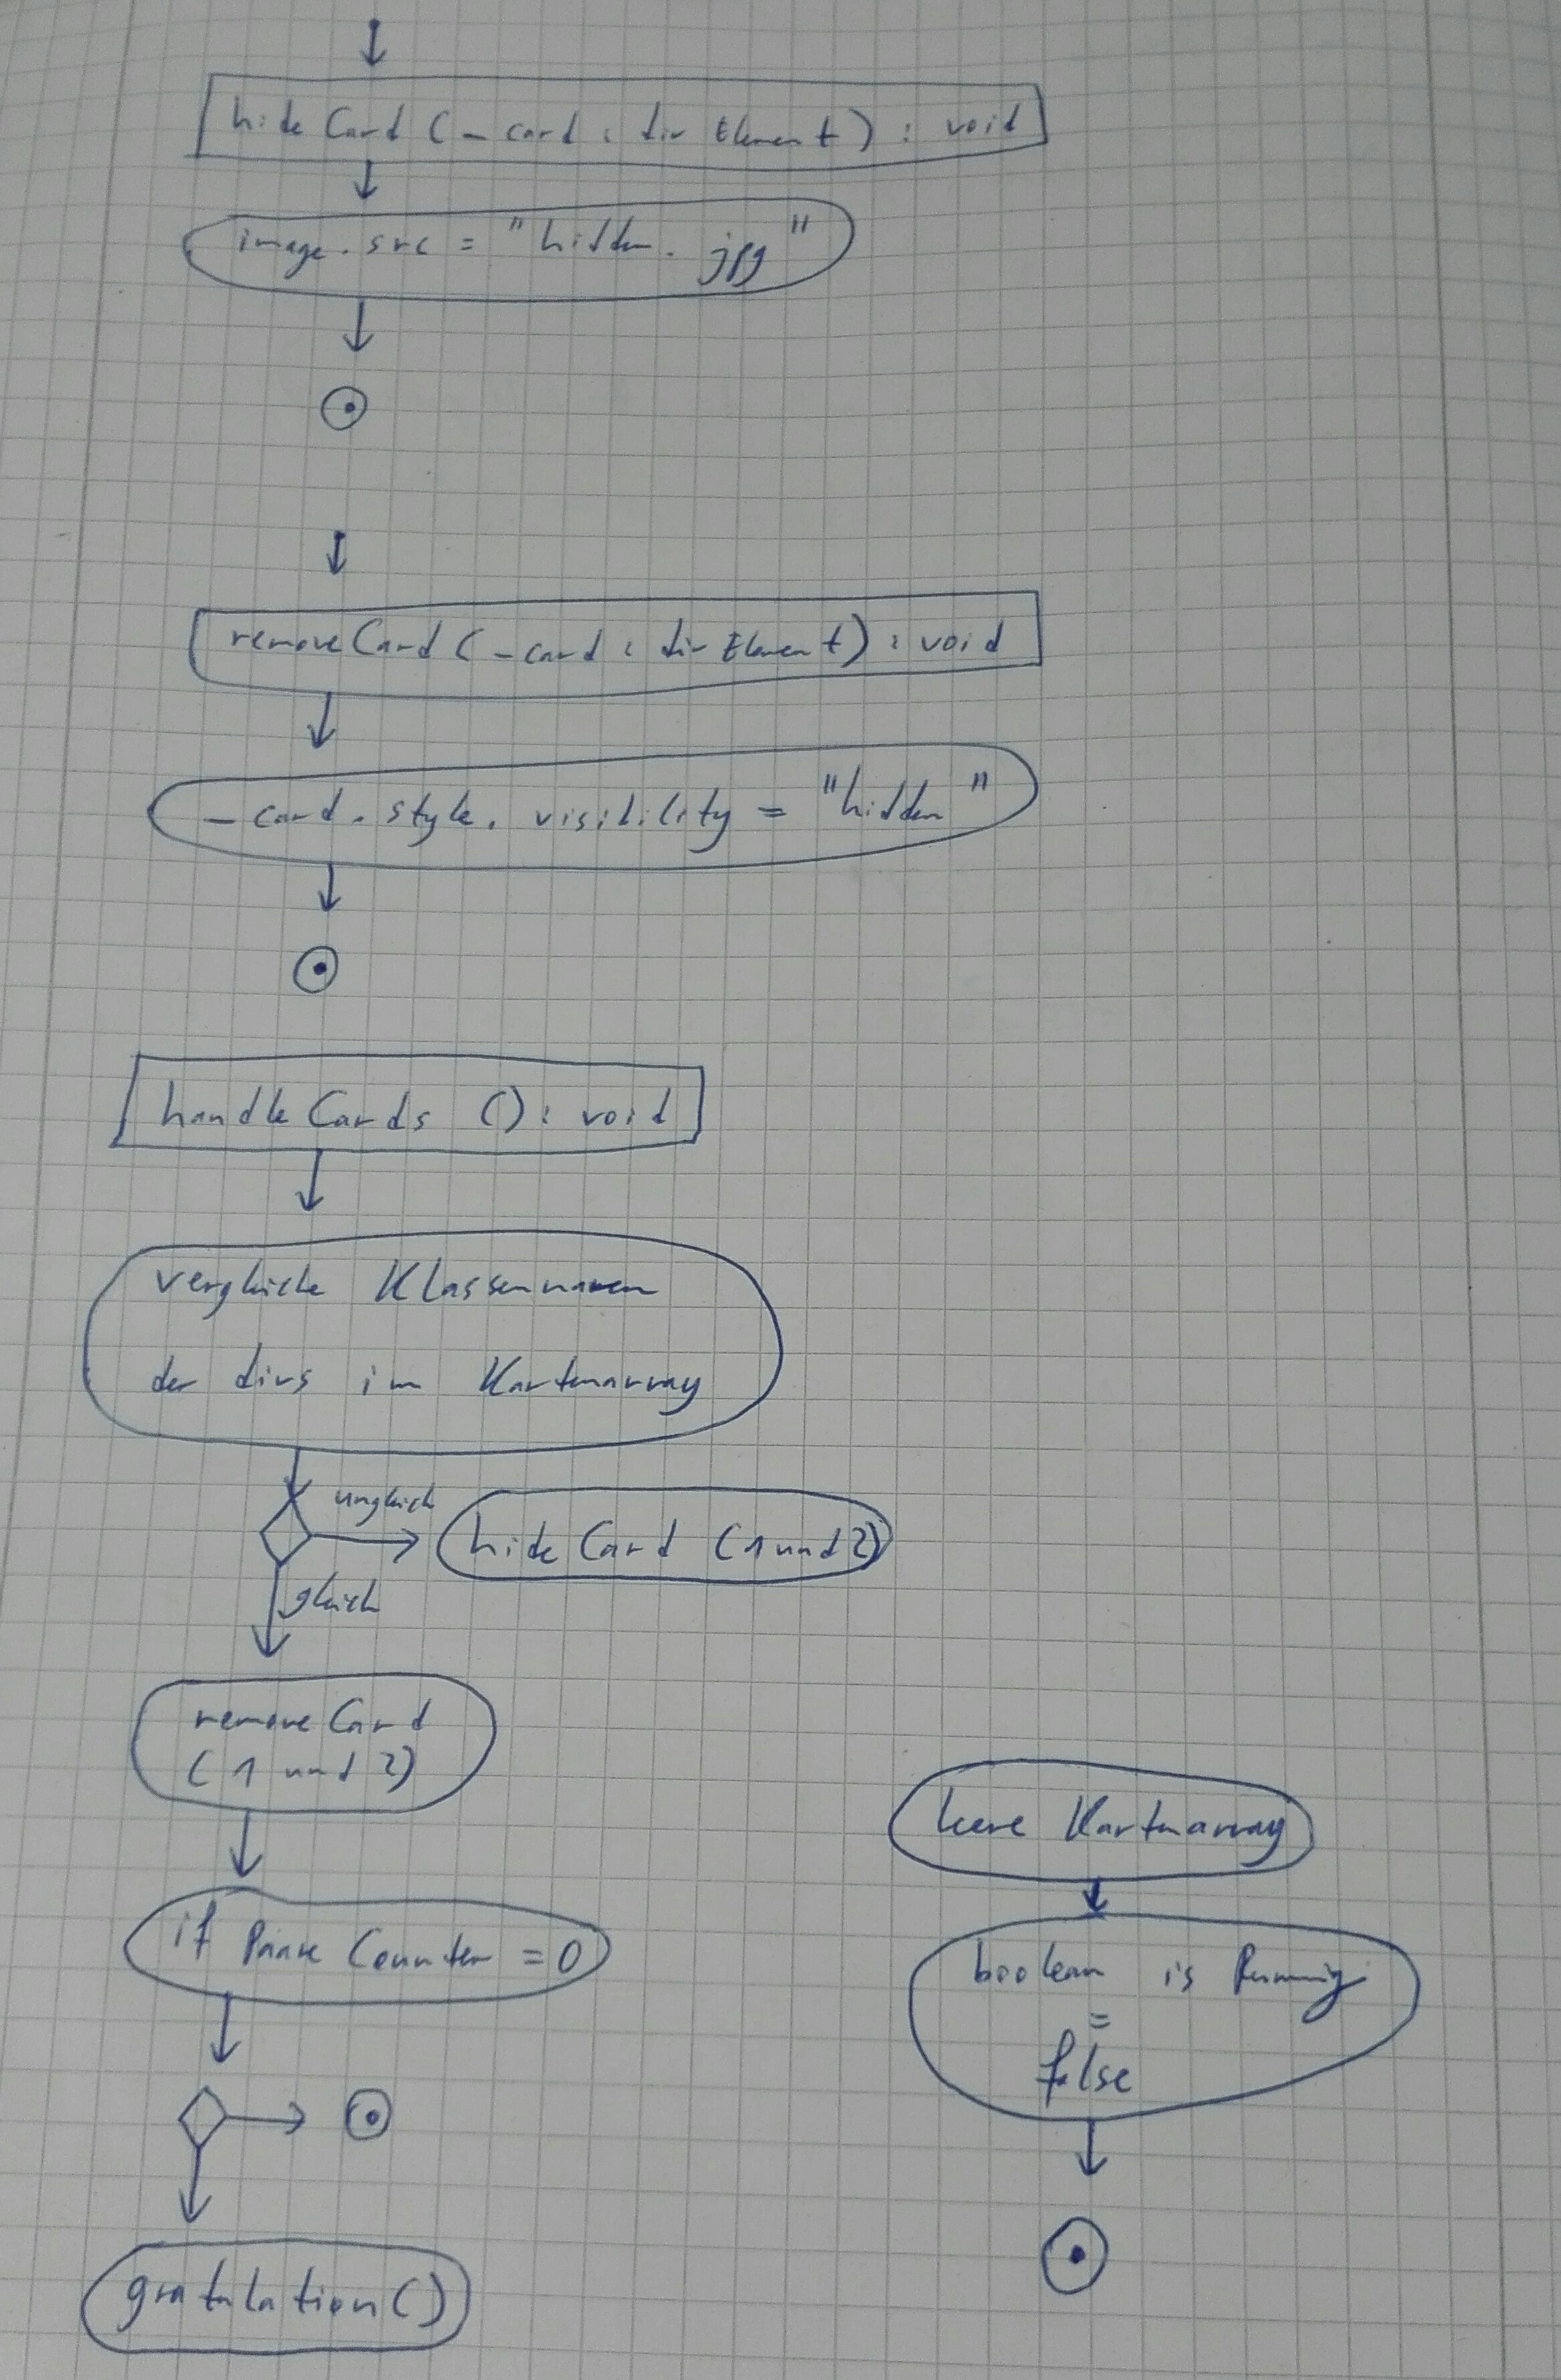 hideCard (_card : divElement) : void
image.src = "hidden.jpg"
removeCard (_card : divElement) : void
_card.style.visibility = "hidden"
handleCards () : void
vergleiche Klassennamen
der divs im Kartenarray
ungleich
hideCard (1 und 2)
gleich
removeCard
(1 und 2)
if Paare Counter = 0
gratulation()
leere Kartenarray
boolean isRunning
=
false